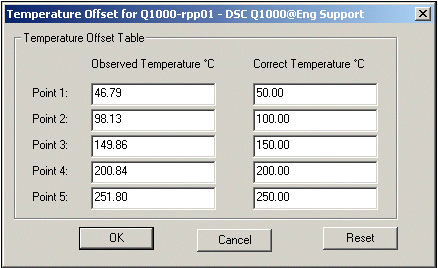 Temperature Offset for Q1000-rpp01 - DSC Q1000@Eng Support
Temperature Offset Table
Observed Temperature °C Correct Temperature °C
Point 1: 46.79 50.00
Point 2: 98.13 100.00
Point 3: 149.86 150.00
Point 4: 200.84 200.00
Point 5: 251.80 250.00
OK Cancel Reset